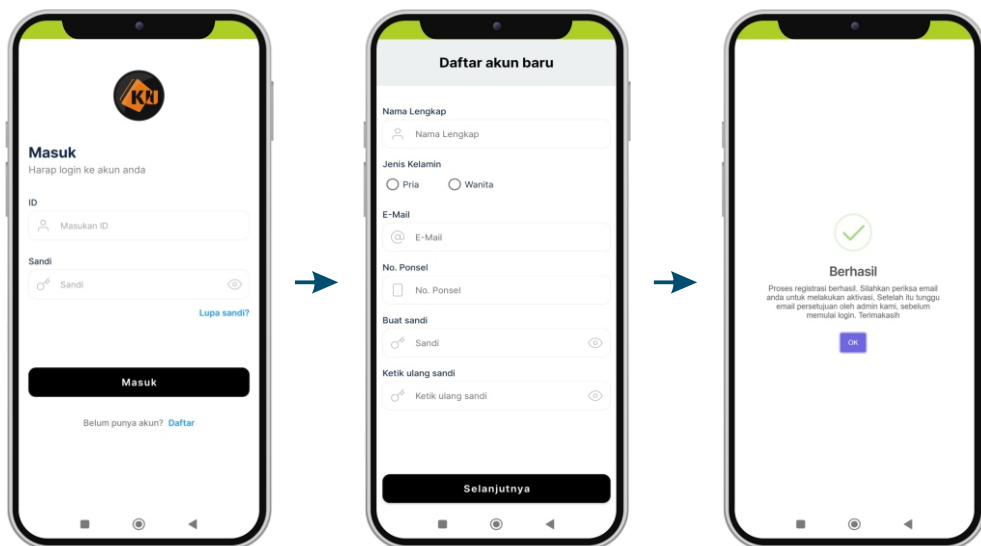 KN
Masuk
Harap login ke akun anda
ID
Masukan ID
Sandi
Sandi
Lupa sandi?
Masuk
Belum punya akun? Daftar
Daftar akun baru
Nama Lengkap
Nama Lengkap
Jenis Kelamin
Pria Wanita
E-Mail
E-Mail
No. Ponsel
No. Ponsel
Buat sandi
Sandi
Ketik ulang sandi
Ketik ulang sandi
Selanjutnya
Berhasil
Proses registrasi berhasil. Silahkan periksa email
anda untuk melakukan aktivasi, Setelah itu tunggu
email persetujuan oleh admin kami, sebelum
memulai login. Terimakasih
OK